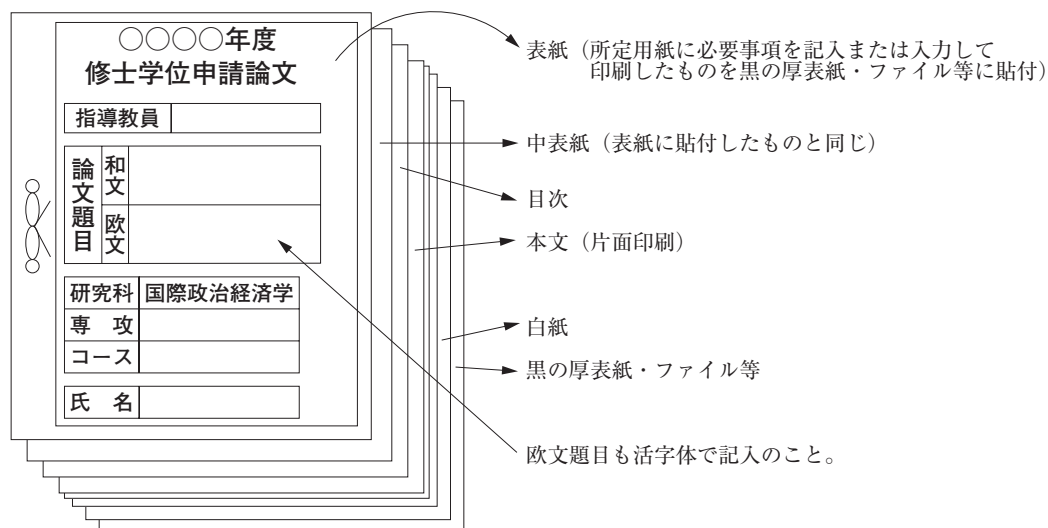 ○○○○年度
修士学位申請論文
指導教員
論文題目
和文
欧文
研究科 国際政治経済学
専 攻
コース
氏 名
表紙（所定用紙に必要事項を記入または入力して
印刷したものを黒の厚表紙・ファイル等に貼付）
中表紙（表紙に貼付したものと同じ）
目次
本文（片面印刷）
白紙
黒の厚表紙・ファイル等
欧文題目も活字体で記入のこと。